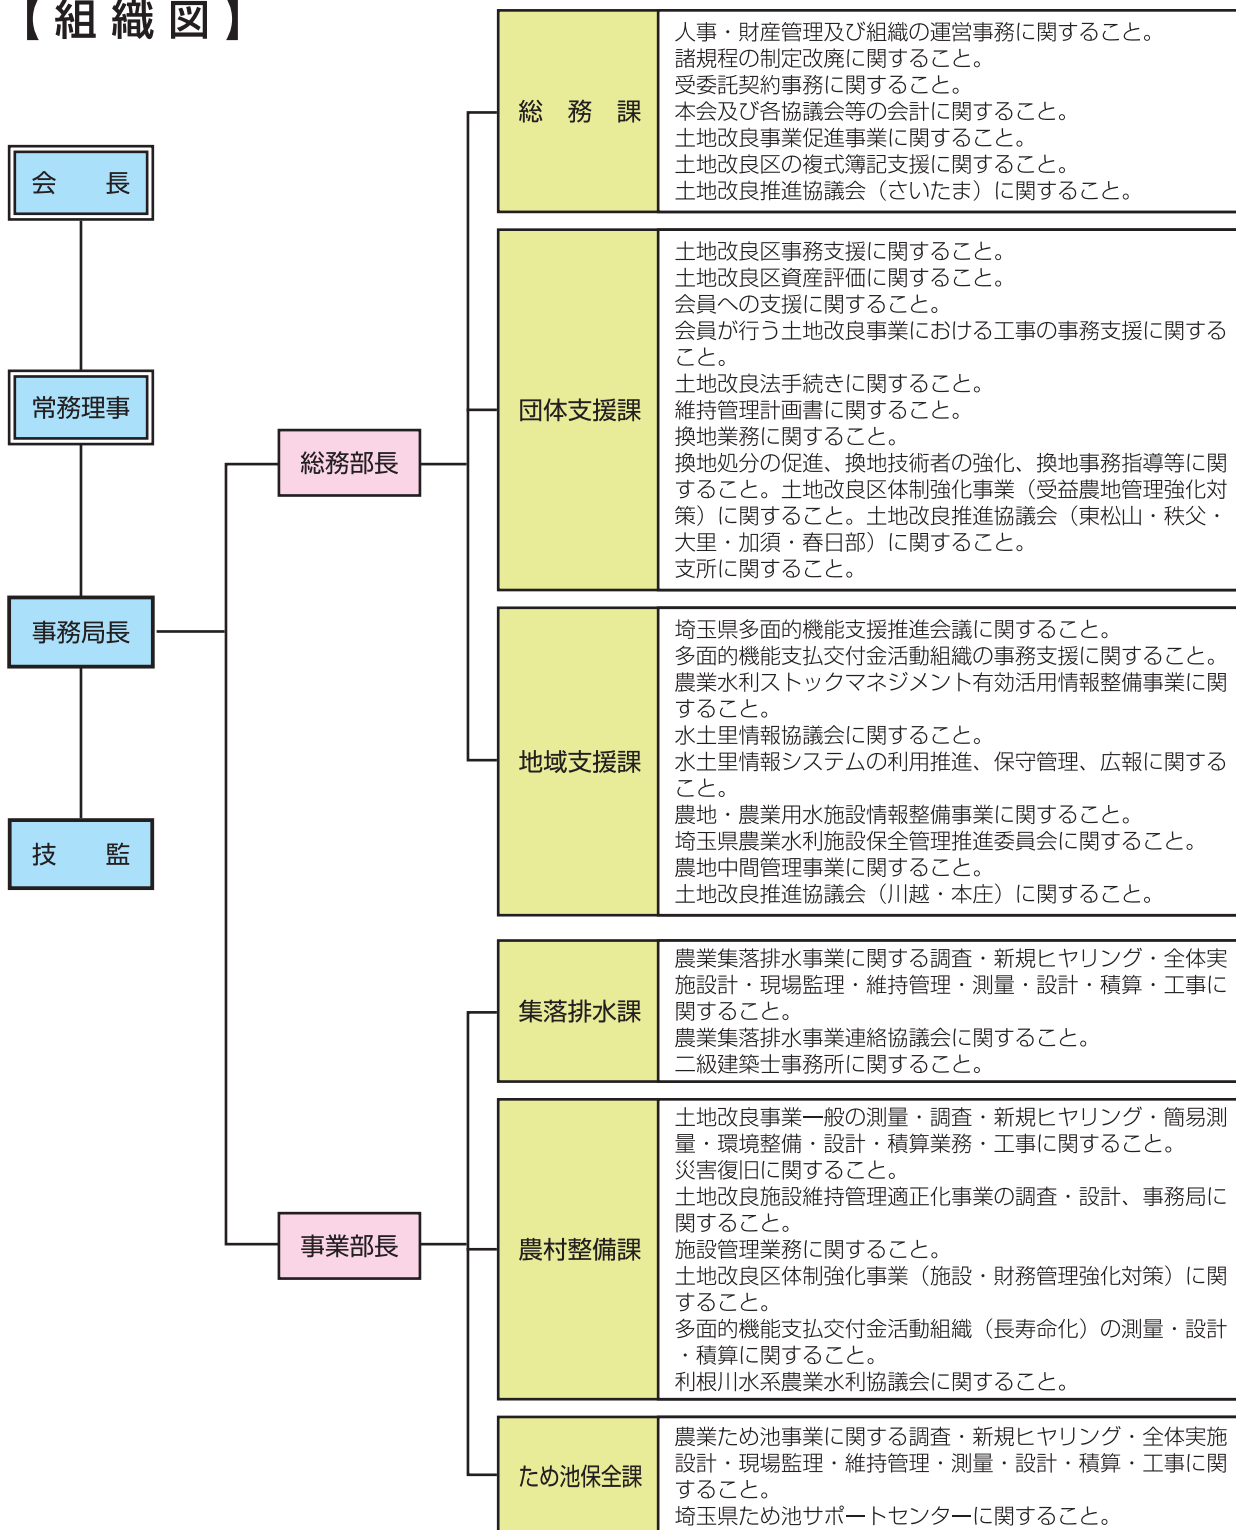 【組織図】
会　長
常務理事
事務局長
技　監
総務部長
事業部長
総　務　課
人事・財産管理及び組織の運営事務に関すること。
諸規程の制定改廃に関すること。
受委託契約事務に関すること。
本会及び各協議会等の会計に関すること。
土地改良事業促進事業に関すること。
土地改良区の複式簿記支援に関すること。
土地改良推進協議会（さいたま）に関すること。
団体支援課
土地改良区事務支援に関すること。
土地改良区資産評価に関すること。
会員への支援に関すること。
会員が行う土地改良事業における工事の事務支援に関する
こと。
土地改良法手続きに関すること。
維持管理計画書に関すること。
換地業務に関すること。
換地処分の促進、換地技術者の強化、換地事務指導等に関
すること。土地改良区体制強化事業（受益農地管理強化対
策）に関すること。土地改良推進協議会（東松山・秩父・
大里・加須・春日部）に関すること。
支所に関すること。
地域支援課
埼玉県多面的機能支援推進会議に関すること。
多面的機能支払交付金活動組織の事務支援に関すること。
農業水利ストックマネジメント有効活用情報整備事業に関
すること。
水土里情報協議会に関すること。
水土里情報システムの利用推進、保守管理、広報に関する
こと。
農地・農業用水施設情報整備事業に関すること。
埼玉県農業水利施設保全管理推進委員会に関すること。
農地中間管理事業に関すること。
土地改良推進協議会（川越・本庄）に関すること。
集落排水課
農業集落排水事業に関する調査・新規ヒヤリング・全体実
施設計・現場監理・維持管理・測量・設計・積算・工事に
関すること。
農業集落排水事業連絡協議会に関すること。
二級建築士事務所に関すること。
農村整備課
土地改良事業一般の測量・調査・新規ヒヤリング・簡易測
量・環境整備・設計・積算業務・工事に関すること。
災害復旧に関すること。
土地改良施設維持管理適正化事業の調査・設計、事務局に
関すること。
施設管理業務に関すること。
土地改良区体制強化事業（施設・財務管理強化対策）に関
すること。
多面的機能支払交付金活動組織（長寿命化）の測量・設計
・積算に関すること。
利根川水系農業水利協議会に関すること。
ため池保全課
農業ため池事業に関する調査・新規ヒヤリング・全体実施
設計・現場監理・維持管理・測量・設計・積算・工事に関
すること。
埼玉県ため池サポートセンターに関すること。